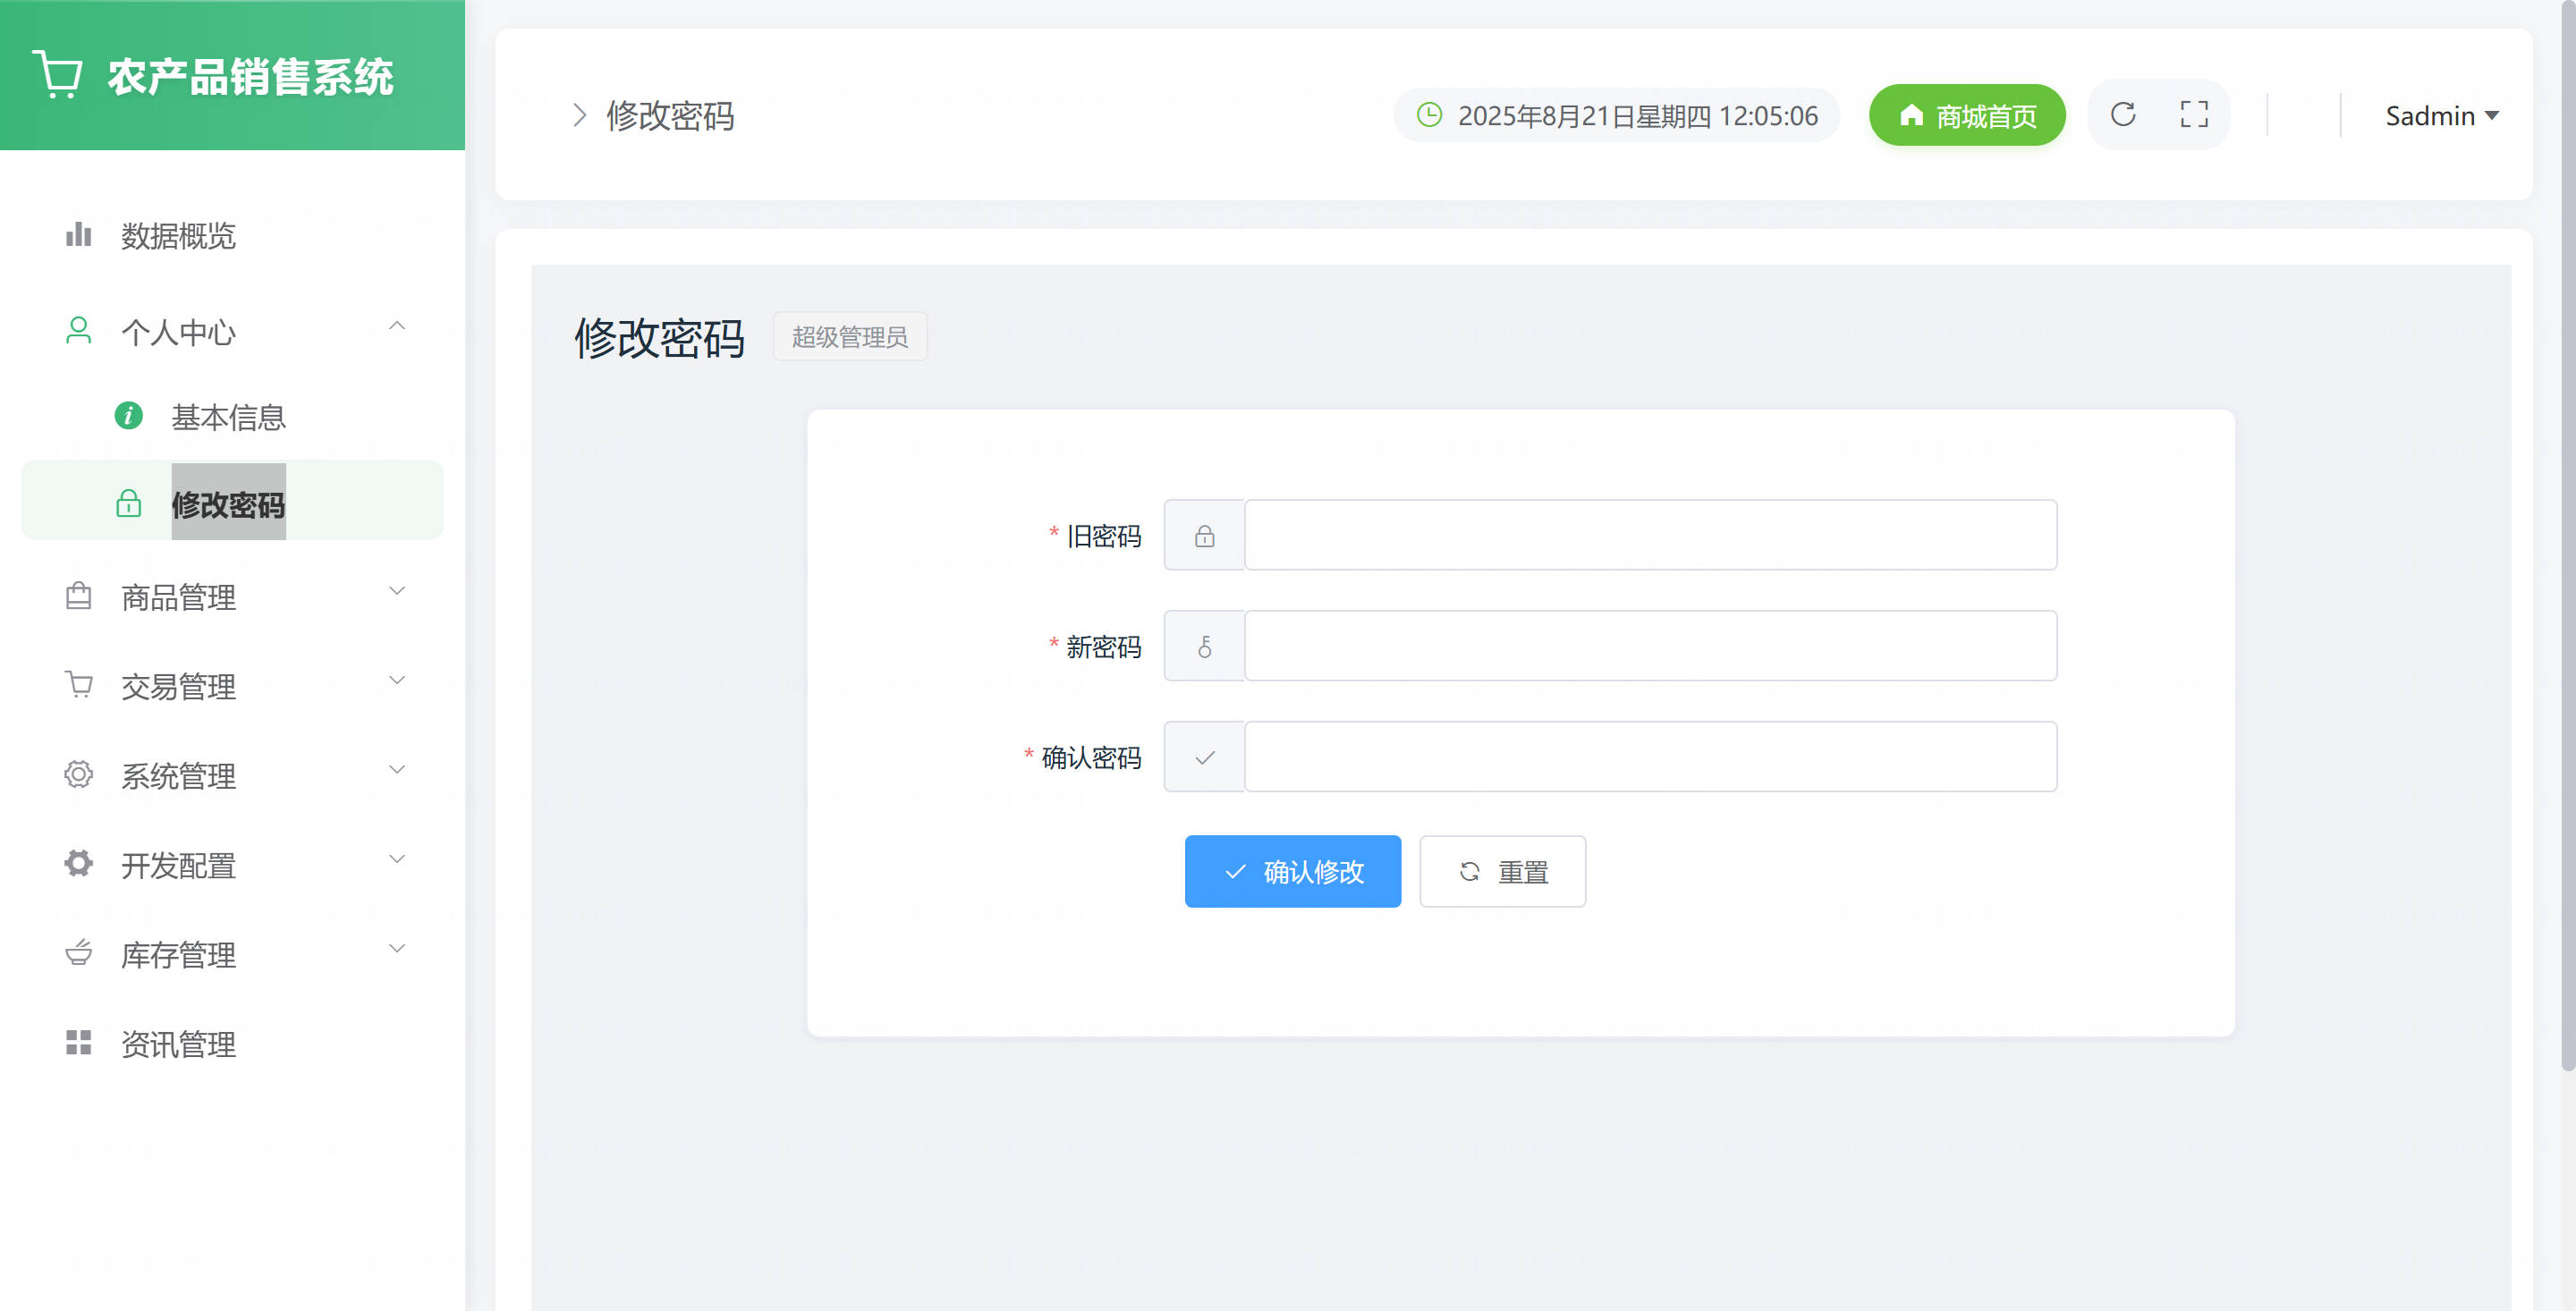 农产品销售系统
数据概览
个人中心
基本信息
修改密码
商品管理
交易管理
系统管理
开发配置
库存管理
资讯管理
修改密码
2025年8月21日星期四 12:05:06
商城首页
Sadmin
修改密码
超级管理员
* 旧密码
* 新密码
* 确认密码
确认修改
重置